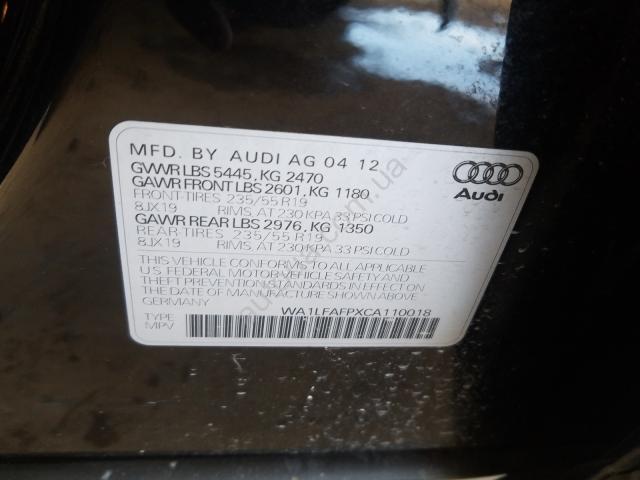 MFD. BY AUDI AG 04 12
GVWR LBS 5445, KG 2470
GAWR FRONT LBS 2601, KG 1180
FRONT-TIRES 235/55 R19
8JX19 RIMS, AT 230 KPA 33 PSI COLD
GAWR REAR LBS 2976, KG 1350
REAR-TIRES 235/55 R19
8JX19 RIMS, AT 230 KPA 33 PSI COLD
THIS VEHICLE CONFORMS TO ALL APPLICABLE
U.S. FEDERAL MOTOR VEHICLE SAFETY AND
THEFT PREVENTION STANDARDS IN EFFECT ON
THE DATE OF MANUFACTURE SHOWN ABOVE.
GERMANY WA1LFAFPXCA110018
TYPE
MPV
Audi